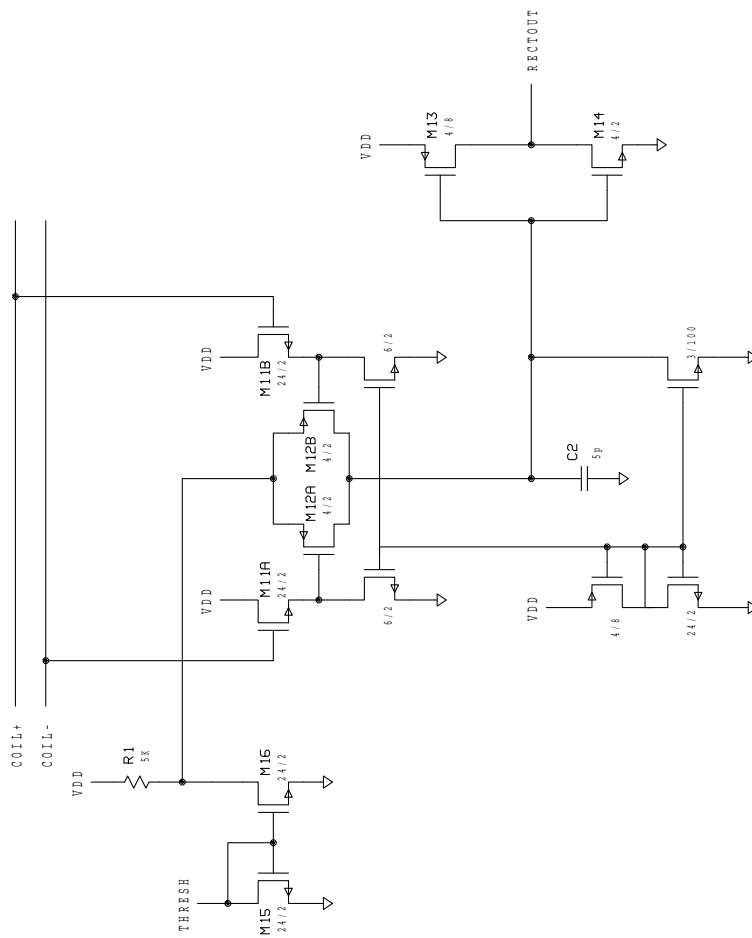 RECTOUT
VDD
M13
4/8
M14
4/2
VDD
M11B
24/2
6/2
3/100
M12B
4/2
M12A
4/2
C2
5p
VDD
M11A
24/2
6/2
VDD
4/8
24/2
COIL+
COIL-
VDD
R1
5K
M16
24/2
THRESH
M15
24/2